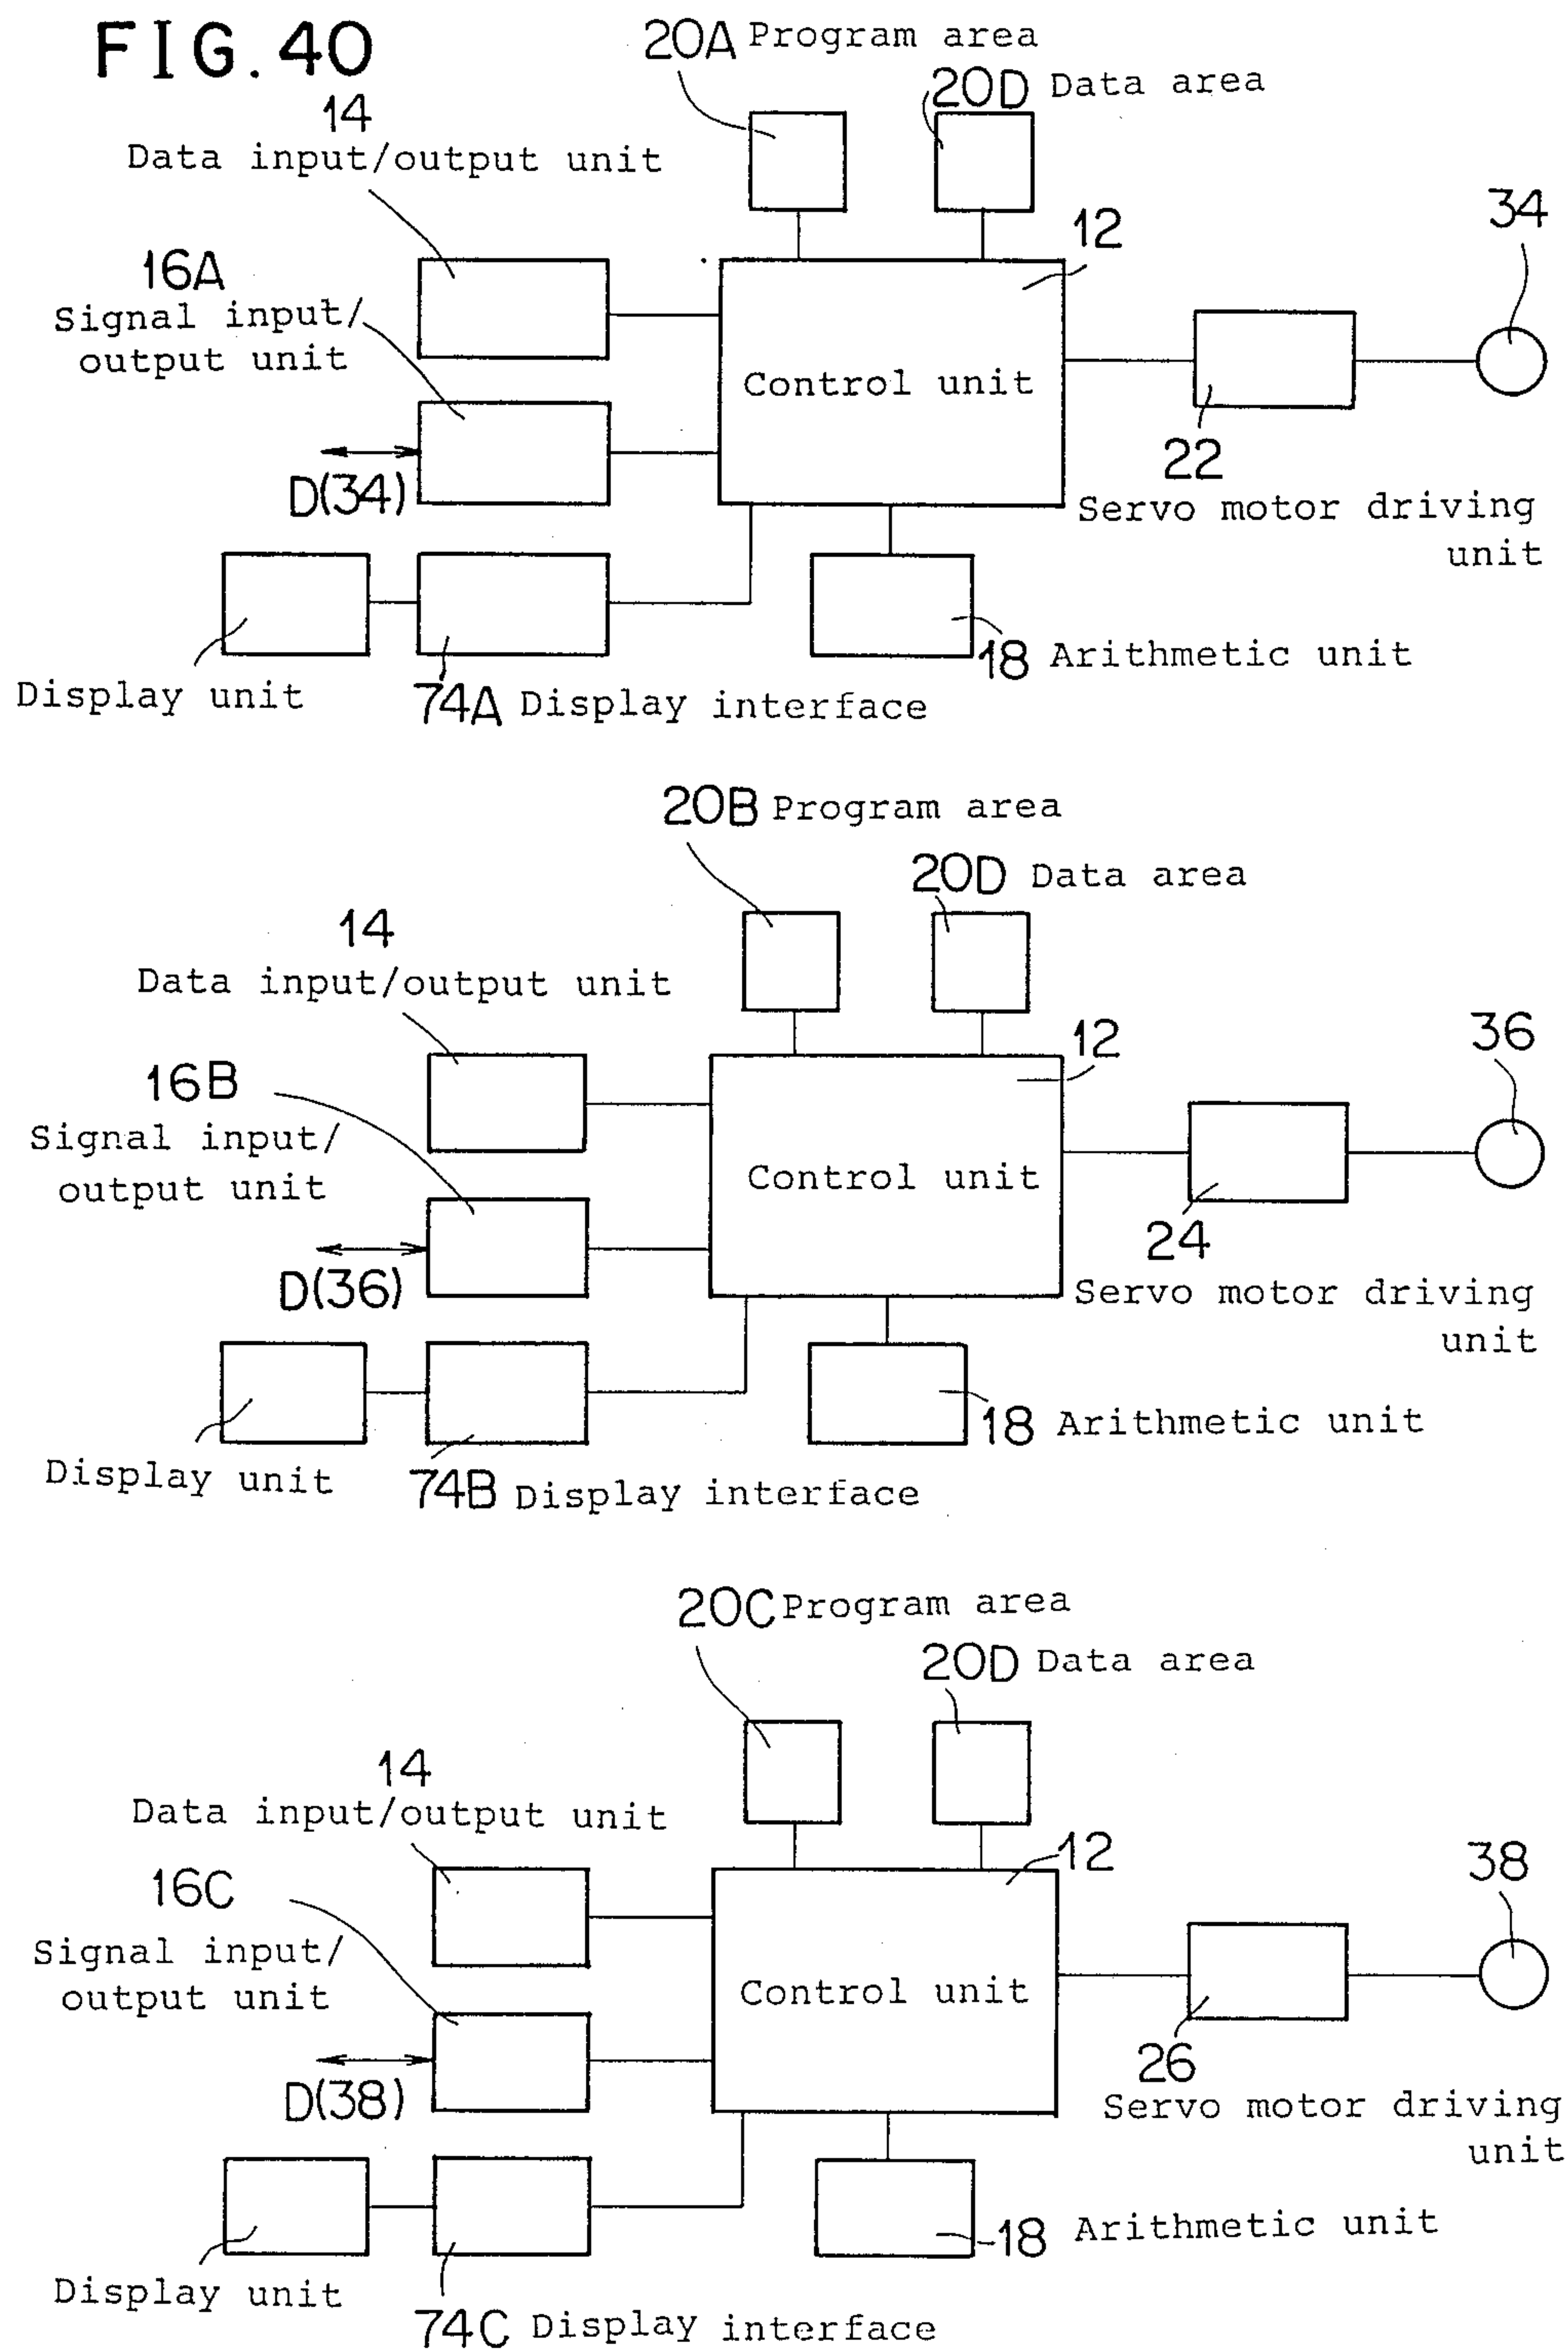 FIG. 40
20A Program area
20D Data area
14
Data input/output unit
12
34
16A
Signal input/
output unit
Control unit
22
D(34)
Servo motor driving
unit
18 Arithmetic unit
Display unit
74A Display interface
20B Program area
20D Data area
14
Data input/output unit
12
36
16B
Signal input/
output unit
Control unit
24
D(36)
Servo motor driving
unit
18 Arithmetic unit
Display unit
74B Display interface
20C Program area
20D Data area
14
Data input/output unit
12
38
16C
Signal input/
output unit
Control unit
26
D(38)
Servo motor driving
unit
18 Arithmetic unit
Display unit
74C Display interface